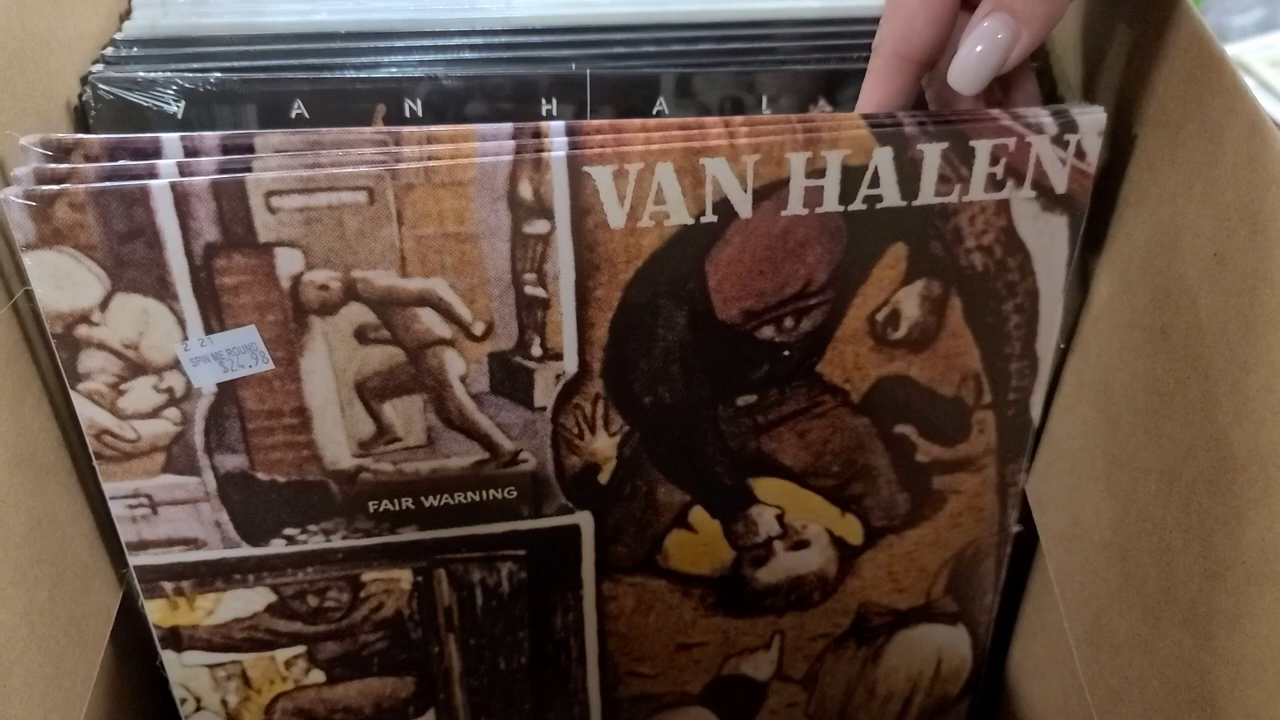 V A N H A L
VAN HALEN
2 21
SPIN ME ROUND
$24.98
FAIR WARNING